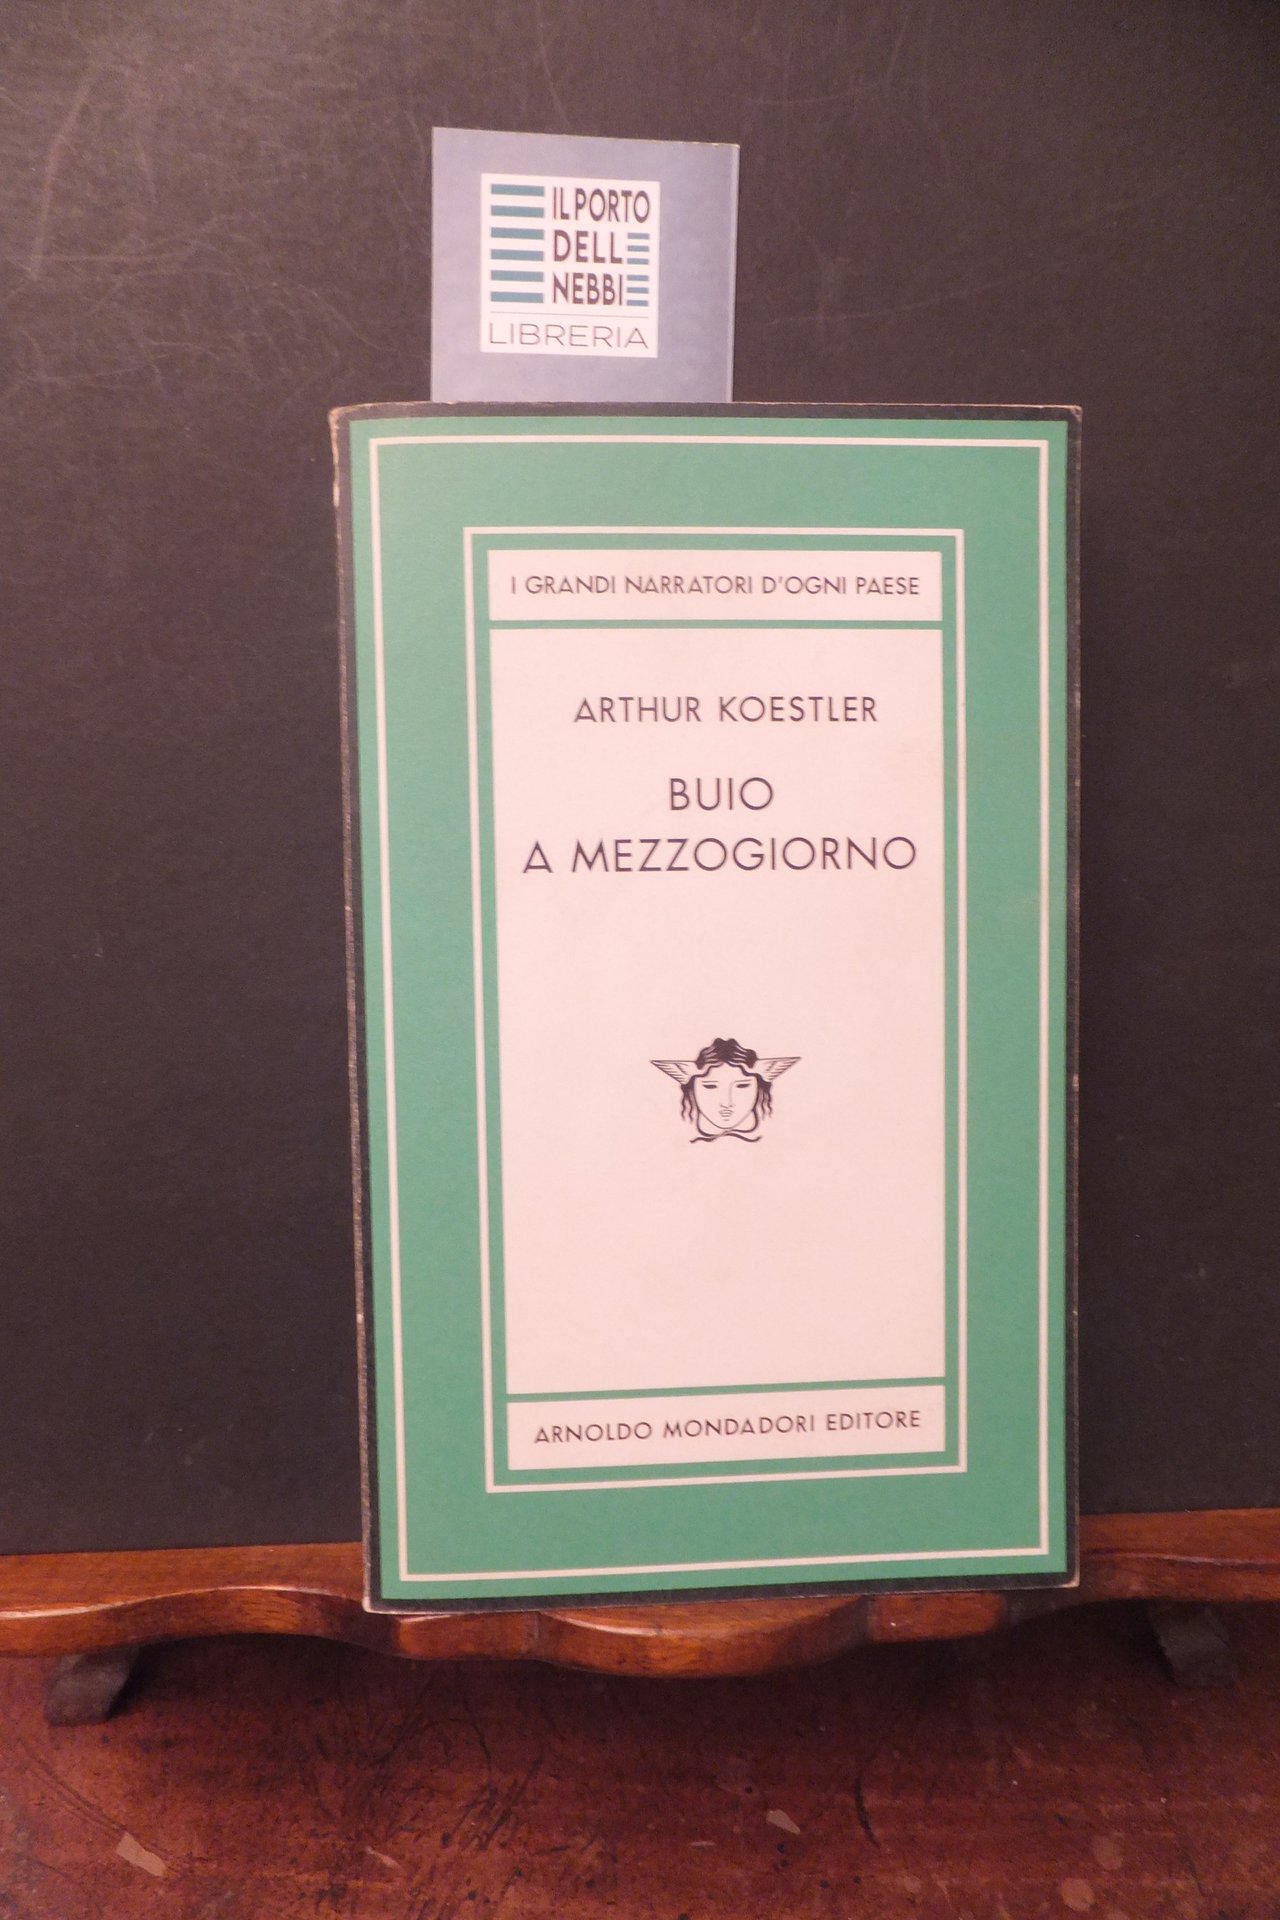 IL PORTO
DELLE
NEBBIE
LIBRERIA
I GRANDI NARRATORI D'OGNI PAESE
ARTHUR KOESTLER
BUIO
A MEZZOGIORNO
ARNOLDO MONDADORI EDITORE